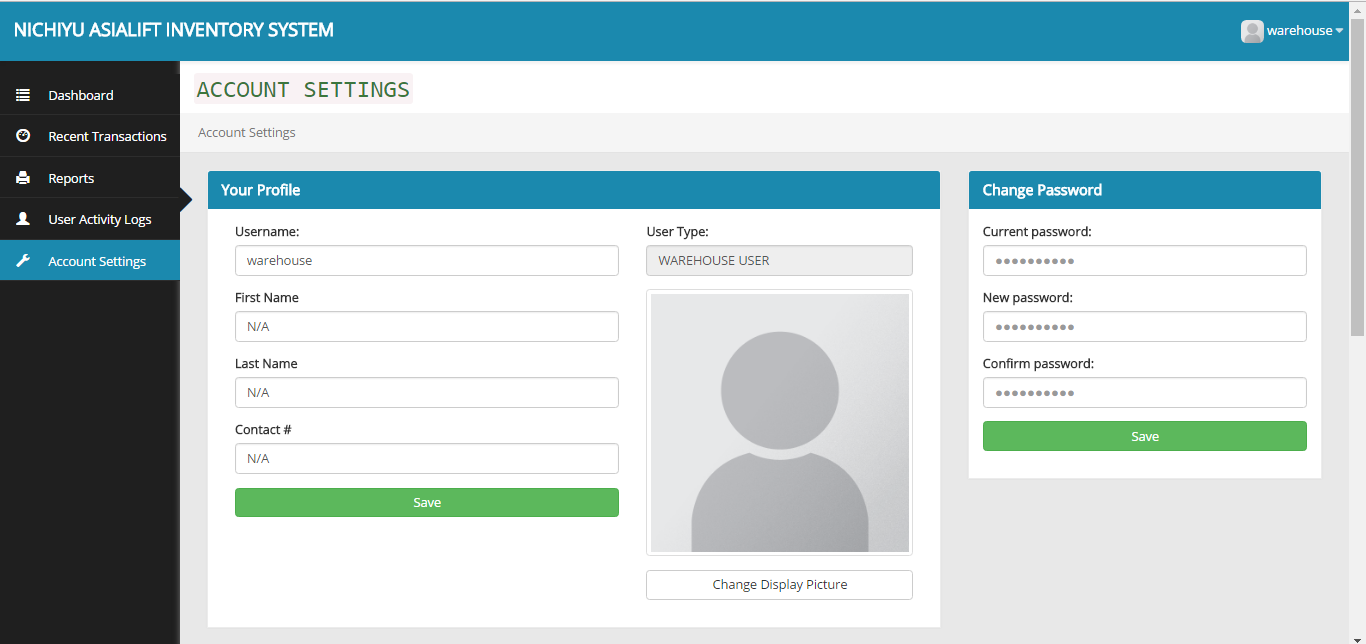 NICHIYU ASIALIFT INVENTORY SYSTEM
warehouse
Dashboard
Recent Transactions
Reports
User Activity Logs
Account Settings
ACCOUNT SETTINGS
Account Settings
Your Profile
Username:
warehouse
First Name
N/A
Last Name
N/A
Contact #
N/A
Save
User Type:
WAREHOUSE USER
Change Display Picture
Change Password
Current password:
••••••••••
New password:
••••••••••
Confirm password:
••••••••••
Save